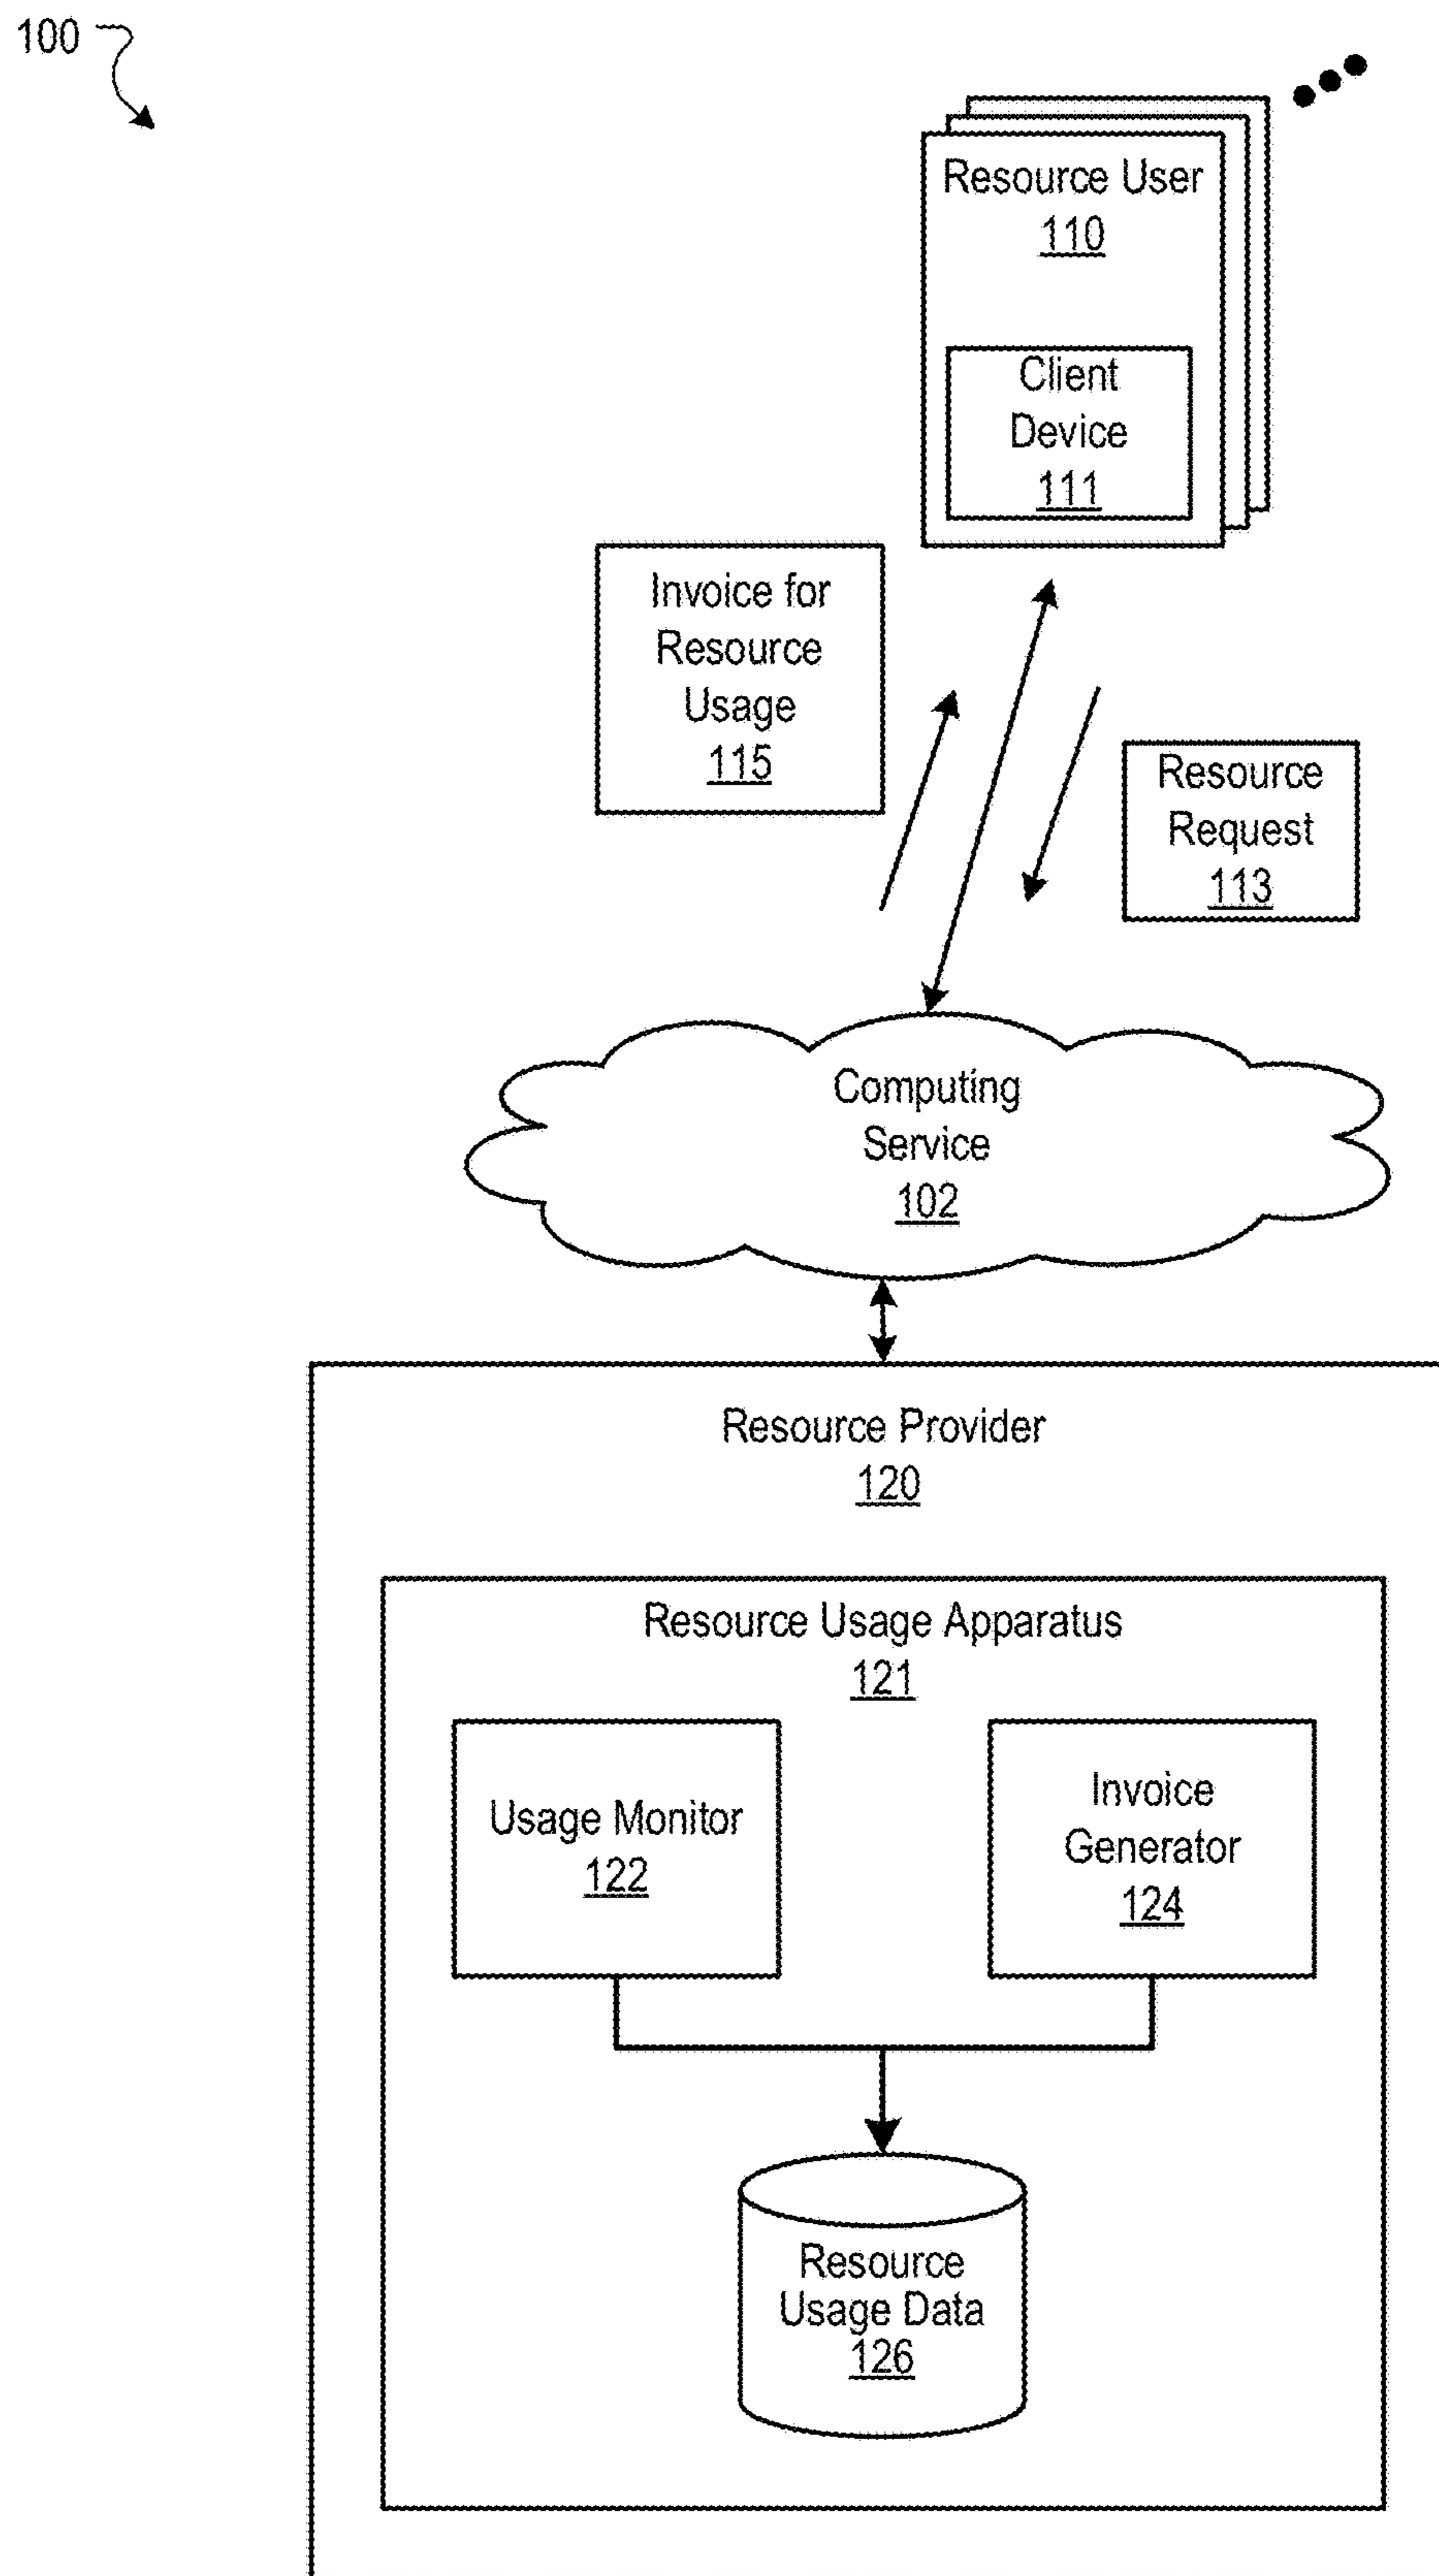 100
Resource User
110
Client
Device
111
Invoice for
Resource
Usage
115
Resource
Request
113
Computing
Service
102
Resource Provider
120
Resource Usage Apparatus
121
Usage Monitor
122
Invoice
Generator
124
Resource
Usage Data
126